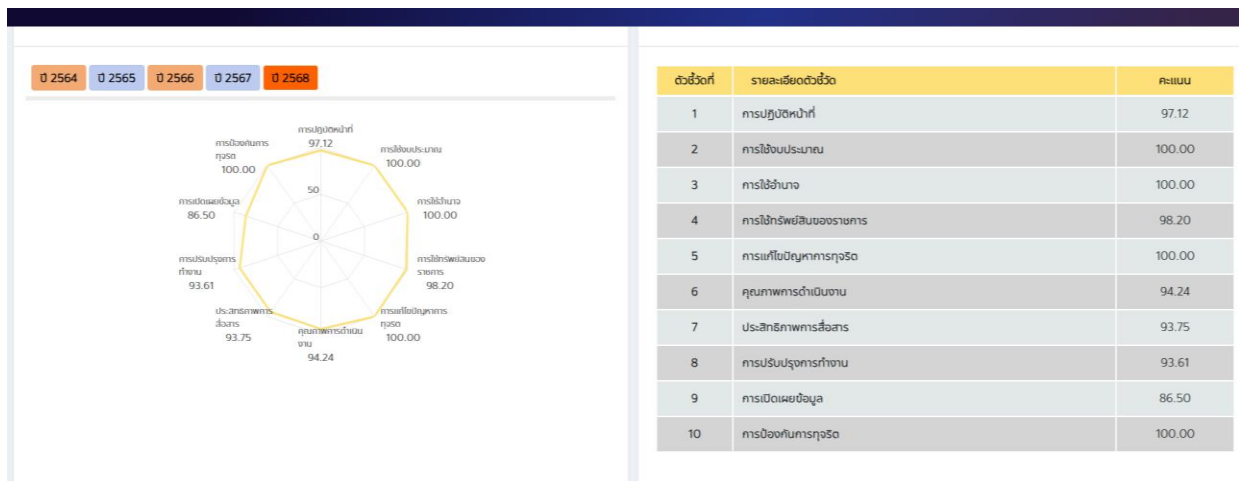 ปี 2564 ปี 2565 ปี 2566 ปี 2567 ปี 2568
การปฏิบัติหน้าที่
97.12
การใช้งบประมาณ
100.00
การใช้อำนาจ
100.00
การใช้ทรัพย์สินของ
ราชการ
98.20
การแก้ไขปัญหาการ
ทุจริต
100.00
คุณภาพการดำเนิน
งาน
94.24
ประสิทธิภาพการ
สื่อสาร
93.75
การปรับปรุงการ
ทำงาน
93.61
การเปิดเผยข้อมูล
86.50
การป้องกันการ
ทุจริต
100.00
50
0
ตัวชี้วัดที่ รายละเอียดตัวชี้วัด คะแนน
1 การปฏิบัติหน้าที่ 97.12
2 การใช้งบประมาณ 100.00
3 การใช้อำนาจ 100.00
4 การใช้ทรัพย์สินของราชการ 98.20
5 การแก้ไขปัญหาการทุจริต 100.00
6 คุณภาพการดำเนินงาน 94.24
7 ประสิทธิภาพการสื่อสาร 93.75
8 การปรับปรุงการทำงาน 93.61
9 การเปิดเผยข้อมูล 86.50
10 การป้องกันการทุจริต 100.00